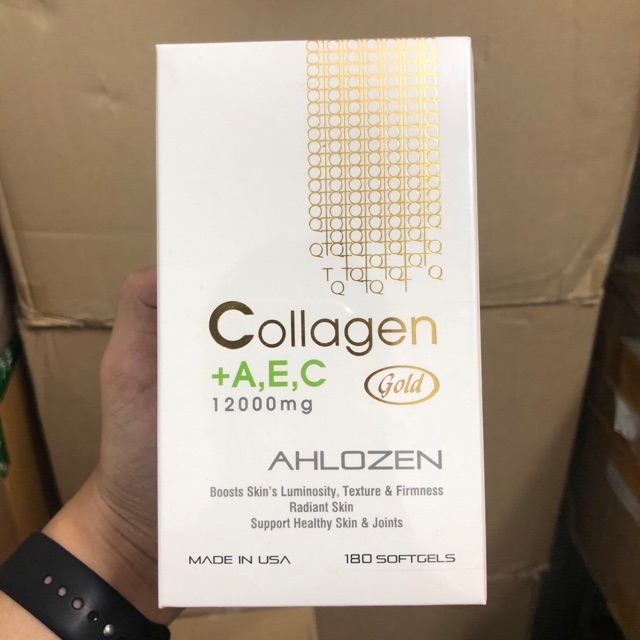 Collagen
+A,E,C
Gold
12000mg
AHLOZEN
Boosts Skin's Luminosity, Texture & Firmness
Radiant Skin
Support Healthy Skin & Joints
MADE IN USA 180 SOFTGELS